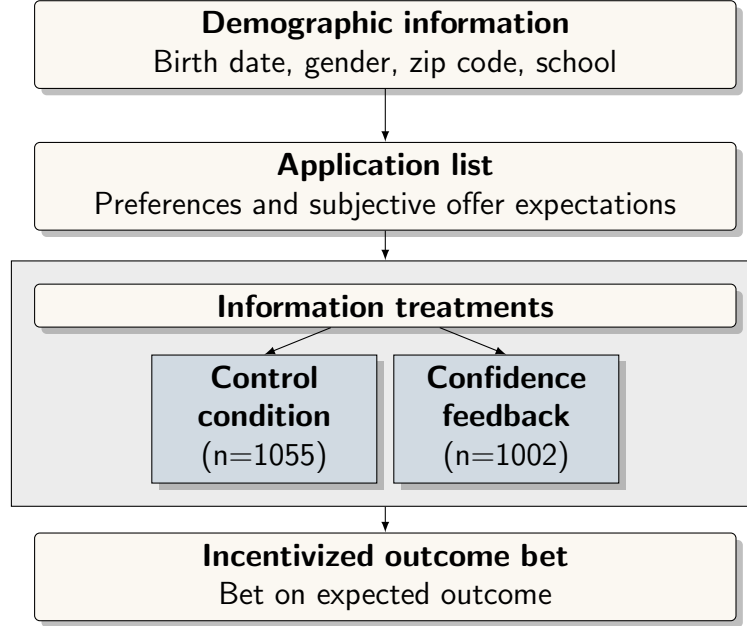 Demographic information
Birth date, gender, zip code, school
Application list
Preferences and subjective offer expectations
Information treatments
Control
condition
(n=1055)
Confidence
feedback
(n=1002)
Incentivized outcome bet
Bet on expected outcome